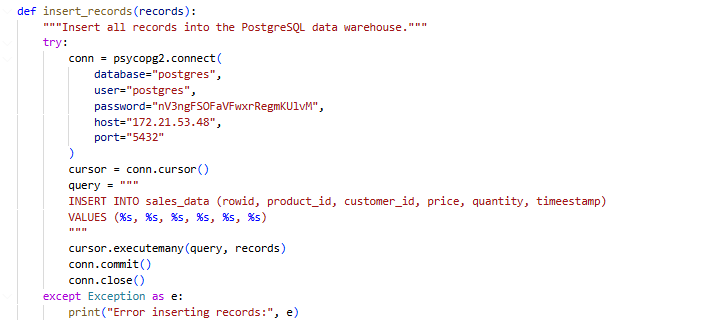 def insert_records(records):
"""Insert all records into the PostgreSQL data warehouse."""
try:
conn = psycopg2.connect(
database="postgres",
user="postgres",
password="nV3ngFSOFaVFwxrRegmKUlvM",
host="172.21.53.48",
port="5432"
)
cursor = conn.cursor()
query = """
INSERT INTO sales_data (rowid, product_id, customer_id, price, quantity, timeestamp)
VALUES (%s, %s, %s, %s, %s, %s)
"""
cursor.executemany(query, records)
conn.commit()
conn.close()
except Exception as e:
print("Error inserting records:", e)